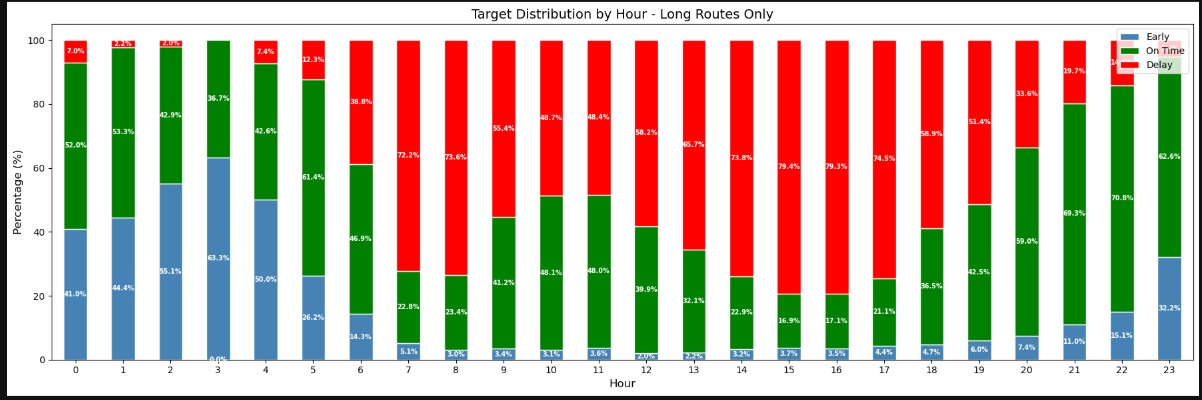 Target Distribution by Hour - Long Routes Only
Early
On Time
Delay
Percentage (%)
100
80
60
40
20
0
7.0% 2.2% 2.0% 7.4% 12.3% 38.8% 72.2% 73.6% 55.4% 48.7% 48.4% 58.2% 65.7% 73.8% 79.4% 79.3% 74.5% 58.9% 51.4% 33.6% 19.7%
52.0% 53.3% 42.9% 36.7% 42.6% 61.4% 46.9% 22.8% 23.4% 41.2% 48.1% 48.0% 39.9% 32.1% 22.9% 16.9% 17.1% 21.1% 36.5% 42.5% 59.0% 69.3% 70.8% 62.6%
41.0% 44.4% 55.1% 63.3% 50.0% 26.2% 14.3% 5.1% 3.0% 3.4% 3.1% 3.6% 2.0% 2.2% 3.2% 3.7% 3.5% 4.4% 4.7% 6.0% 7.4% 11.0% 15.1% 32.2%
0.0%
0 1 2 3 4 5 6 7 8 9 10 11 12 13 14 15 16 17 18 19 20 21 22 23
Hour